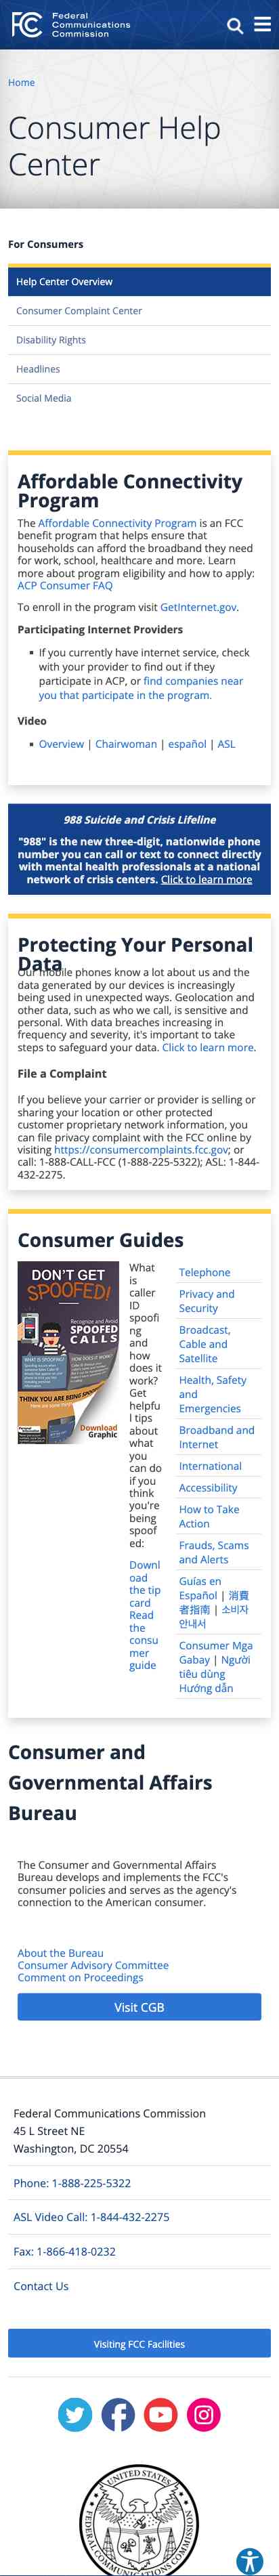 Federal
Communications
Commission
Home
Consumer Help
Center
For Consumers
Help Center Overview
Consumer Complaint Center
Disability Rights
Headlines
Social Media
Affordable Connectivity
Program
The Affordable Connectivity Program is an FCC
benefit program that helps ensure that
households can afford the broadband they need
for work, school, healthcare and more. Learn
more about program eligibility and how to apply:
ACP Consumer FAQ
To enroll in the program visit GetInternet.gov.
Participating Internet Providers
▪ If you currently have internet service, check
with your provider to find out if they
participate in ACP, or find companies near
you that participate in the program.
Video
▪ Overview | Chairwoman | español | ASL
988 Suicide and Crisis Lifeline
"988" is the new three-digit, nationwide phone
number you can call or text to connect directly
with mental health professionals at a national
network of crisis centers. Click to learn more
Protecting Your Personal
Data
Our mobile phones know a lot about us and the
data generated by our devices is increasingly
being used in unexpected ways. Geolocation and
other data, such as who we call, is sensitive and
personal. With data breaches increasing in
frequency and severity, it's important to take
steps to safeguard your data. Click to learn more.
File a Complaint
If you believe your carrier or provider is selling or
sharing your location or other protected
customer proprietary network information, you
can file privacy complaint with the FCC online by
visiting https://consumercomplaints.fcc.gov; or
call: 1-888-CALL-FCC (1-888-225-5322); ASL: 1-844-
432-2275.
Consumer Guides
DON'T GET
SPOOFED!
Recognize and Avoid
SPOOFED
CALLS
WHAT IS SPOOFING?
HOW DOES IT WORK?
THINK YOU ARE BEING SPOOFED?
Download
Graphic
What
is
caller
ID
spoofi
ng
and
how
does it
work?
Get
helpfu
l tips
about
what
you
can do
if you
think
you're
being
spoof
ed:
Downl
oad
the tip
card
Read
the
consu
mer
guide
Telephone
Privacy and
Security
Broadcast,
Cable and
Satellite
Health, Safety
and
Emergencies
Broadband and
Internet
International
Accessibility
How to Take
Action
Frauds, Scams
and Alerts
Guías en
Español | 消費
者指南 | 소비자
안내서
Consumer Mga
Gabay | Người
tiêu dùng
Hướng dẫn
Consumer and
Governmental Affairs
Bureau
The Consumer and Governmental Affairs
Bureau develops and implements the FCC's
consumer policies and serves as the agency's
connection to the American consumer.
About the Bureau
Consumer Advisory Committee
Comment on Proceedings
Visit CGB
Federal Communications Commission
45 L Street NE
Washington, DC 20554
Phone: 1-888-225-5322
ASL Video Call: 1-844-432-2275
Fax: 1-866-418-0232
Contact Us
Visiting FCC Facilities
UNITED STATES
FEDERAL COMMUNICATIONS COMMISSION